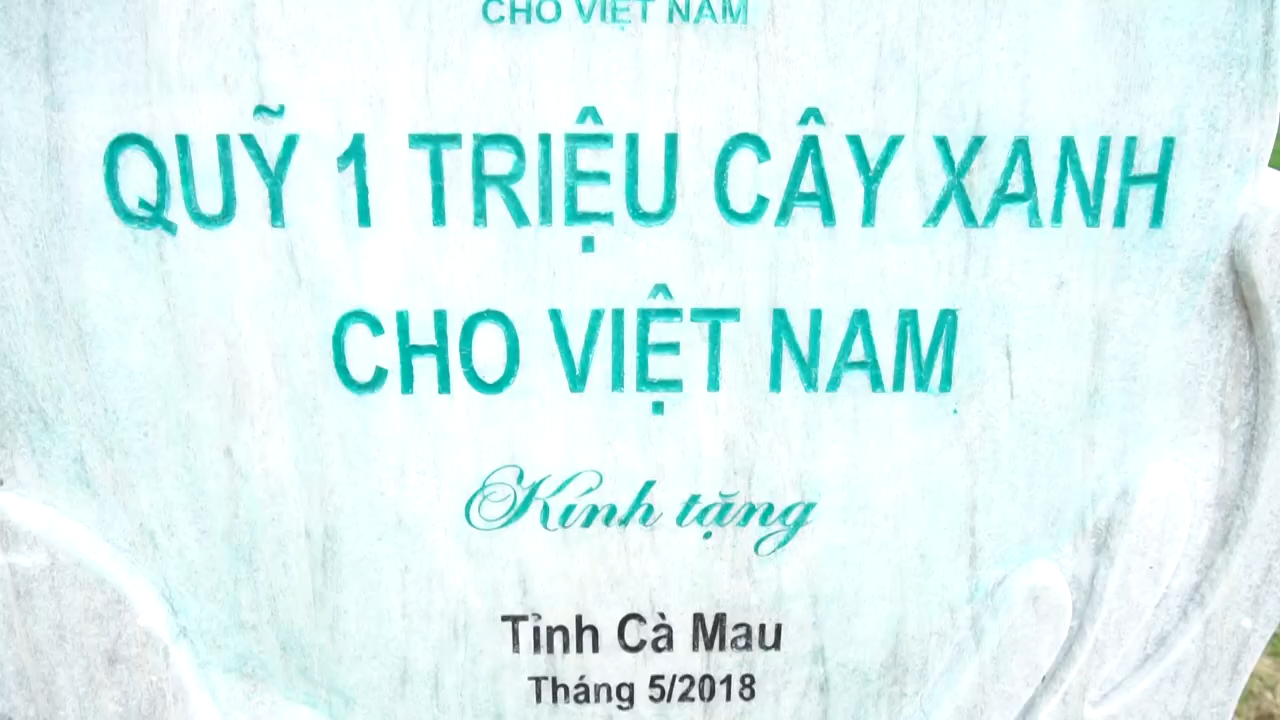 CHO VIỆT NAM
QUỸ 1 TRIỆU CÂY XANH
CHO VIỆT NAM
Kính tặng
Tỉnh Cà Mau
Tháng 5/2018